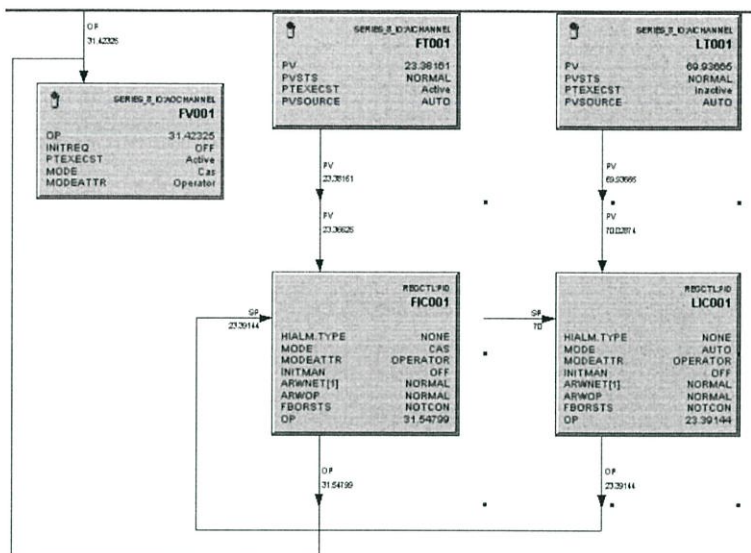 OP
31.42325
SERIES_8_IO:AOCHANNEL
FV001
OP 31.42325
INITREQ OFF
PTEXECST Active
MODE Cas
MODEATTR Operator
SERIES_8_IO:AICHANNEL
FT001
PV 23.38161
PVSTS NORMAL
PTEXECST Active
PVSOURCE AUTO
SERIES_8_IO:AICHANNEL
LT001
PV 69.93665
PVSTS NORMAL
PTEXECST Inactive
PVSOURCE AUTO
PV
23.38161
PV
23.36626
PV
69.93665
PV
70.02874
SP
23.39144
REGCTL:PID
FIC001
HIALM.TYPE NONE
MODE CAS
MODEATTR OPERATOR
INITMAN OFF
ARWNET[1] NORMAL
ARWOP NORMAL
FBORSTS NOTCON
OP 31.54799
SP
70
REGCTL:PID
LIC001
HIALM.TYPE NONE
MODE AUTO
MODEATTR OPERATOR
INITMAN OFF
ARWNET[1] NORMAL
ARWOP NORMAL
FBORSTS NOTCON
OP 23.39144
OP
31.54799
OP
23.39144